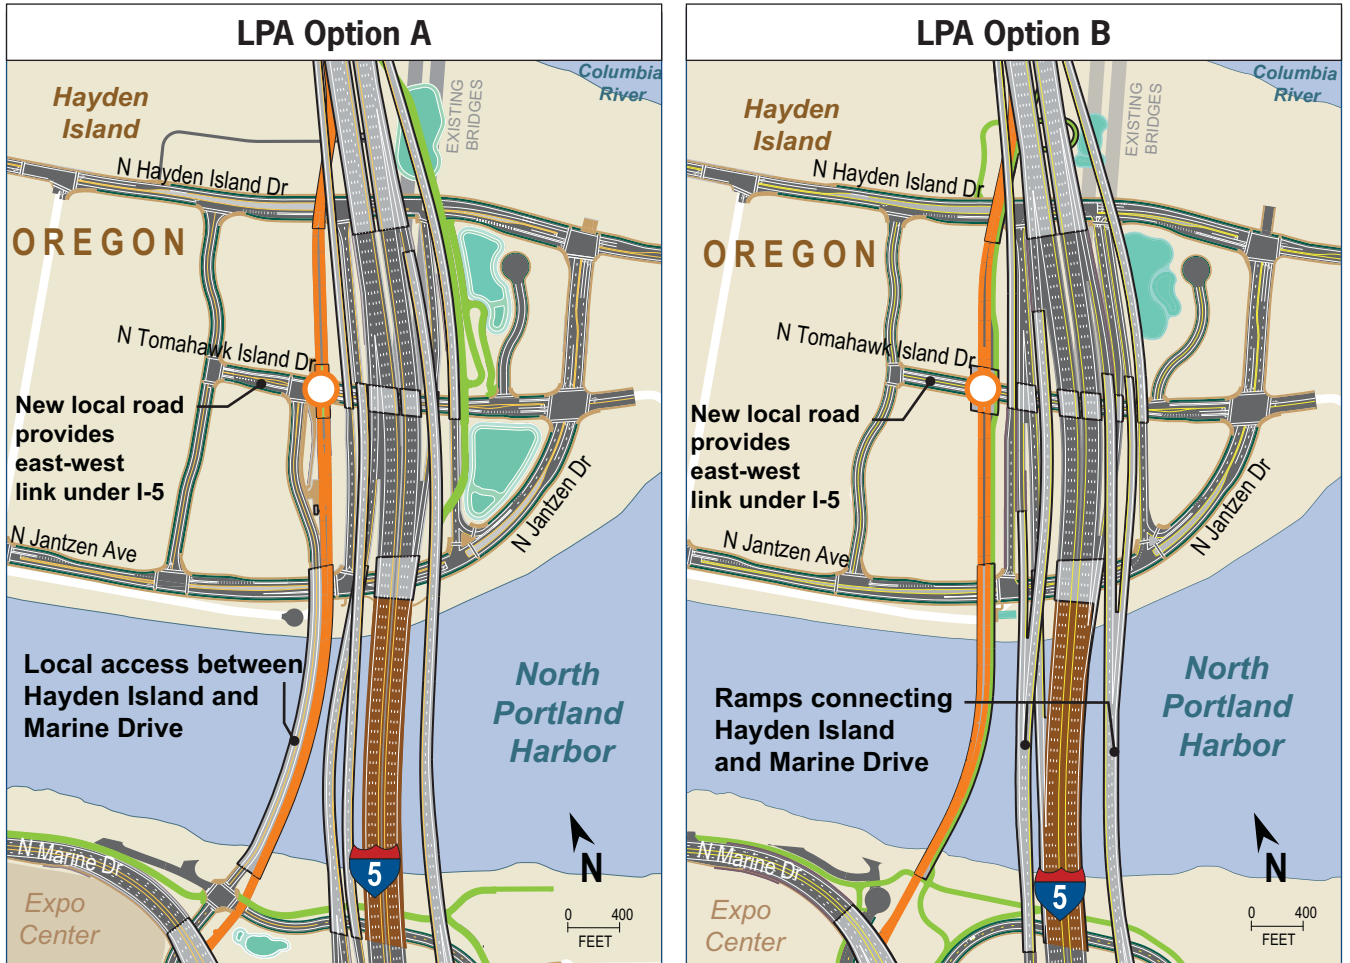 LPA Option A
Columbia
River
Hayden
Island
EXISTING
BRIDGES
N Hayden Island Dr
OREGON
N Tomahawk Island Dr
New local road
provides
east-west
link under I-5
N Jantzen Dr
N Jantzen Ave
Local access between
Hayden Island and
Marine Drive
North
Portland
Harbor
N Marine Dr
5
N
Expo
Center
0 400
FEET
LPA Option B
Columbia
River
Hayden
Island
EXISTING
BRIDGES
N Hayden Island Dr
OREGON
N Tomahawk Island Dr
New local road
provides
east-west
link under I-5
N Jantzen Dr
N Jantzen Ave
Ramps connecting
Hayden Island
and Marine Drive
North
Portland
Harbor
N Marine Dr
5
N
Expo
Center
0 400
FEET